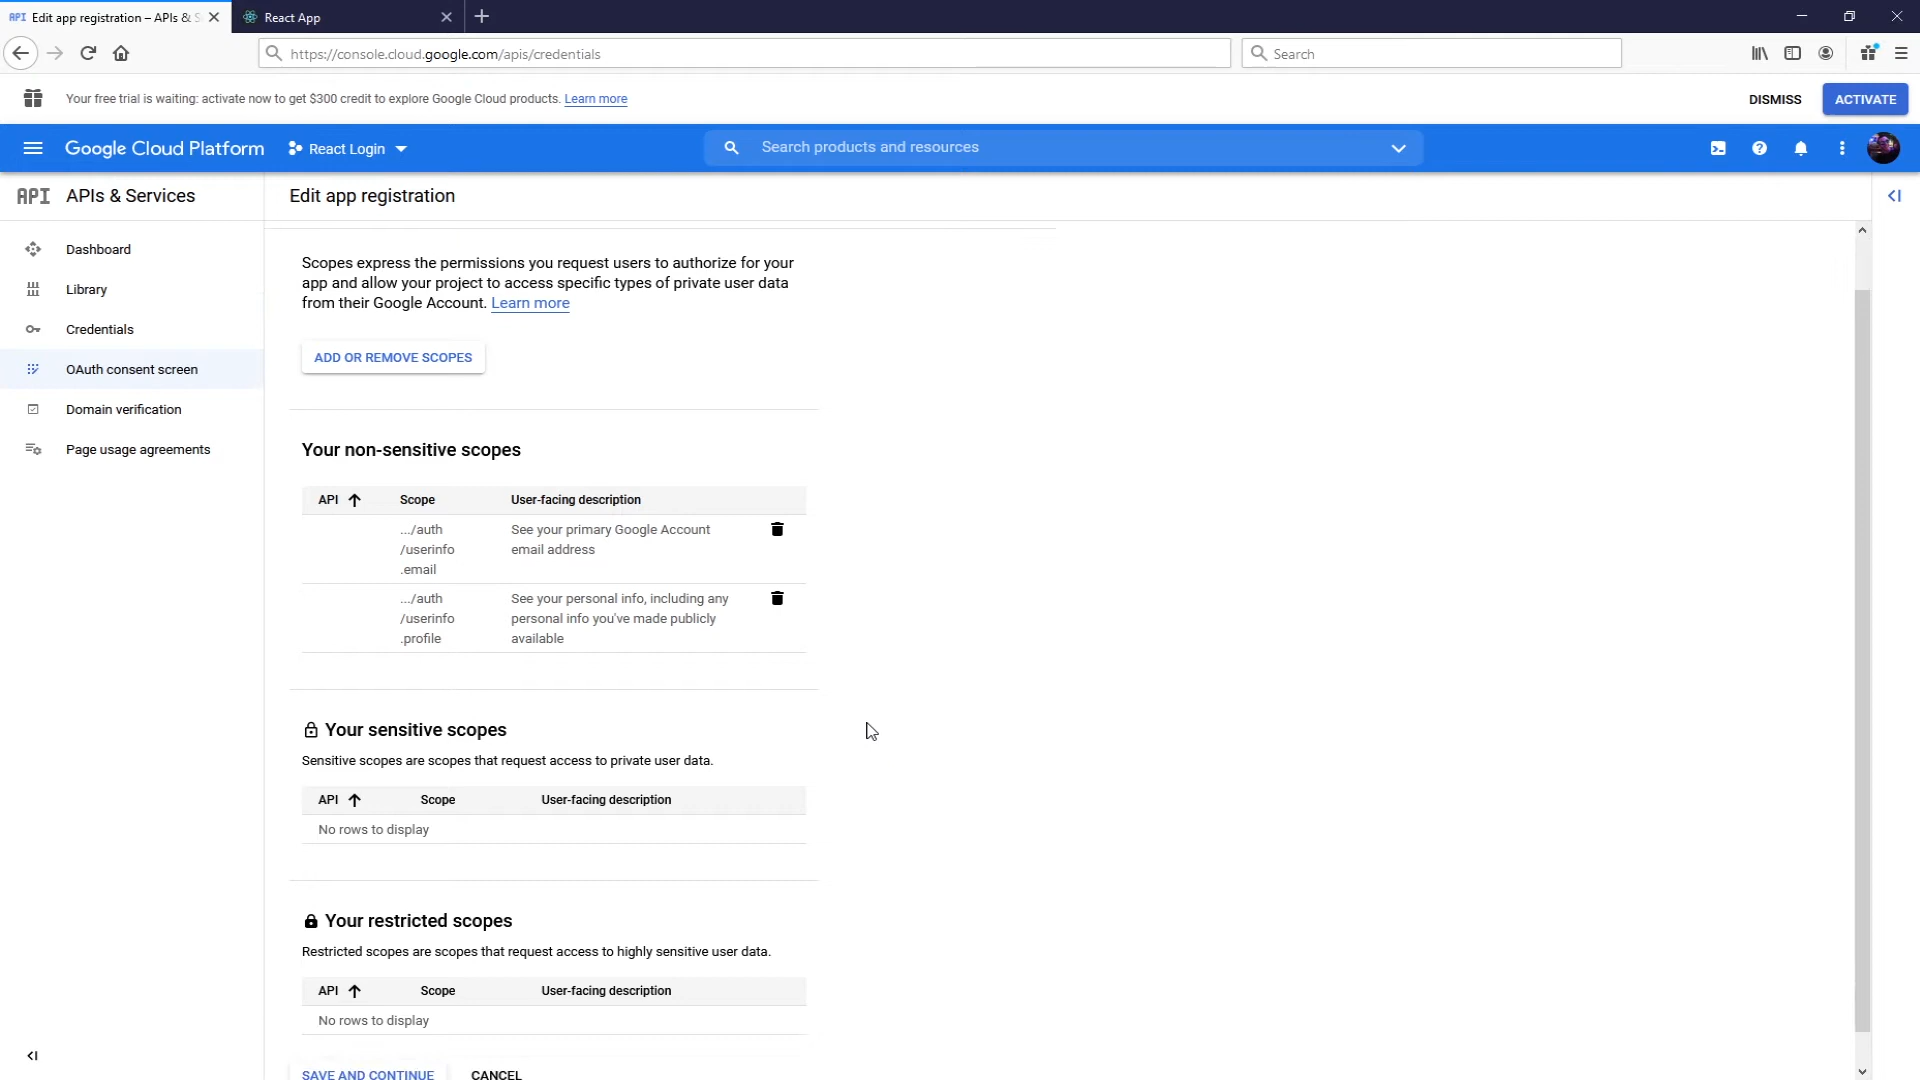 API Edit app registration – APIs & S
React App
https://console.cloud.google.com/apis/credentials
Search
Your free trial is waiting: activate now to get $300 credit to explore Google Cloud products. Learn more
DISMISS
ACTIVATE
Google Cloud Platform
React Login
Search products and resources
API APIs & Services
Edit app registration
Dashboard
Library
Credentials
OAuth consent screen
Domain verification
Page usage agreements
Scopes express the permissions you request users to authorize for your
app and allow your project to access specific types of private user data
from their Google Account. Learn more
ADD OR REMOVE SCOPES
Your non-sensitive scopes
API Scope User-facing description
.../auth
/userinfo
.email
See your primary Google Account
email address
.../auth
/userinfo
.profile
See your personal info, including any
personal info you've made publicly
available
Your sensitive scopes
Sensitive scopes are scopes that request access to private user data.
API Scope User-facing description
No rows to display
Your restricted scopes
Restricted scopes are scopes that request access to highly sensitive user data.
API Scope User-facing description
No rows to display
SAVE AND CONTINUE
CANCEL